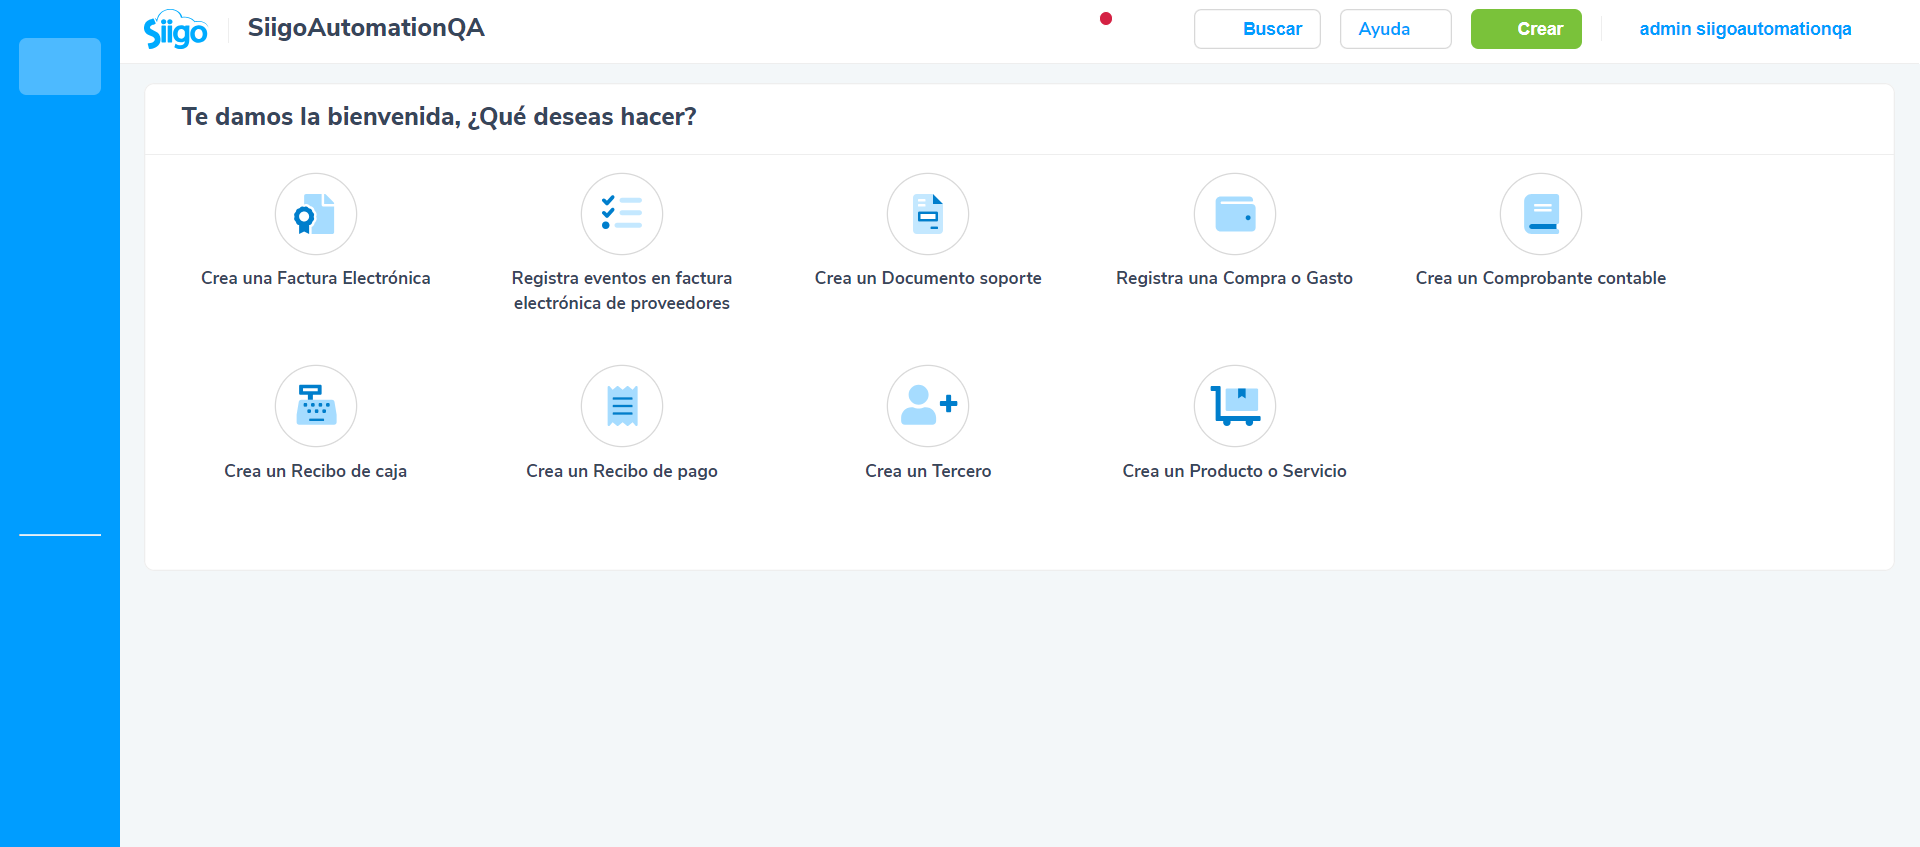 Siigo
SiigoAutomationQA
Buscar
Ayuda
Crear
admin siigoautomationqa
Te damos la bienvenida, ¿Qué deseas hacer?
Crea una Factura Electrónica
Registra eventos en factura
electrónica de proveedores
Crea un Documento soporte
Registra una Compra o Gasto
Crea un Comprobante contable
Crea un Recibo de caja
Crea un Recibo de pago
Crea un Tercero
Crea un Producto o Servicio